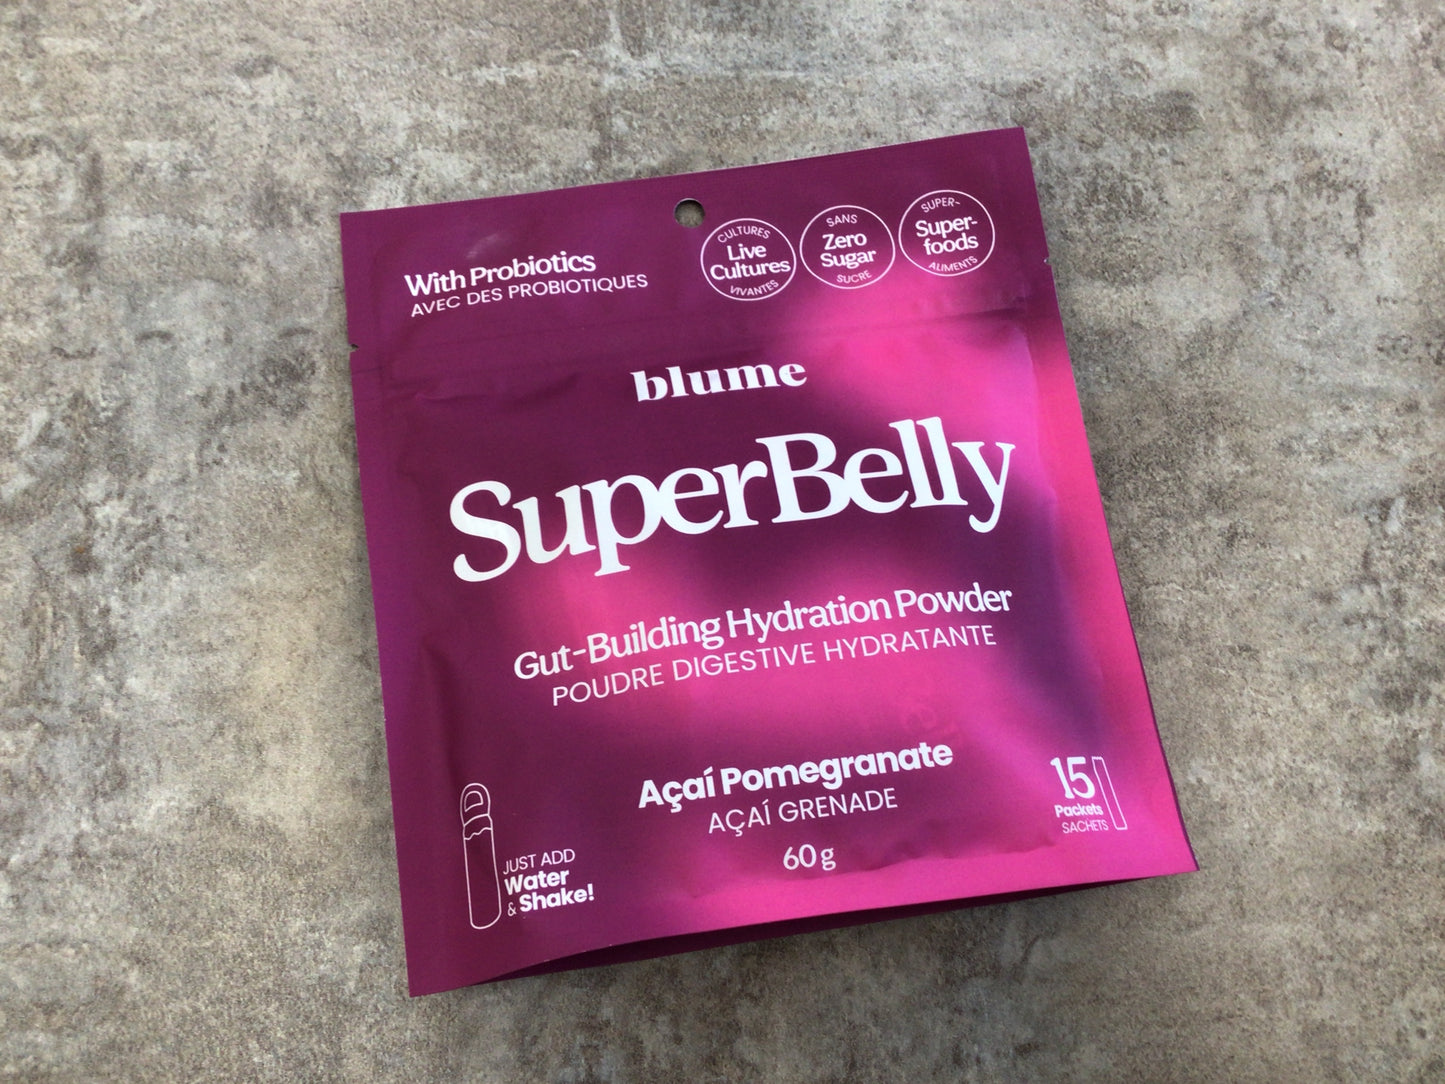 With Probiotics
AVEC DES PROBIOTIQUES
CULTURES
Live
Cultures
VIVANTES
SANS
Zero
Sugar
SUCRE
SUPER-
Super-
foods
ALIMENTS
blume
SuperBelly
Gut-Building Hydration Powder
POUDRE DIGESTIVE HYDRATANTE
Açaí Pomegranate
AÇAÍ GRENADE
60 g
JUST ADD
Water
& Shake!
15
Packets
SACHETS